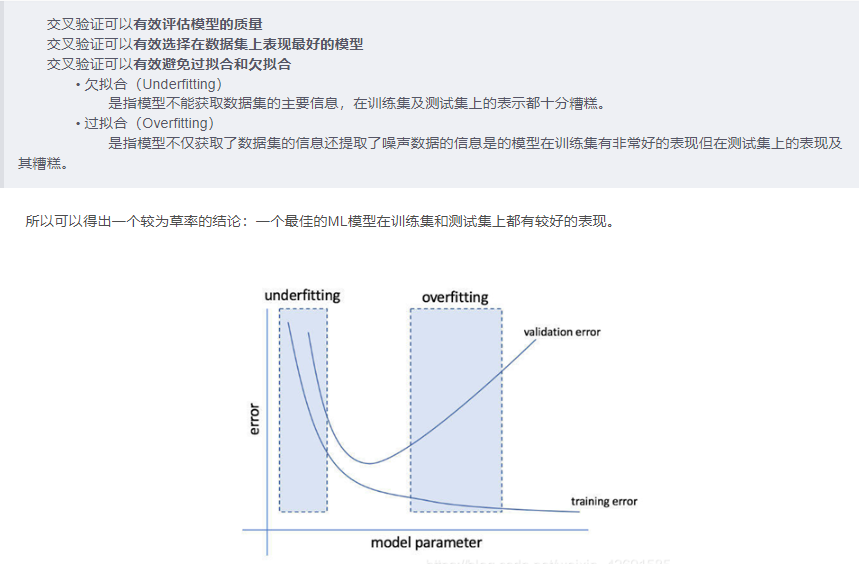 交叉验证可以有效评估模型的质量
交叉验证可以有效选择在数据集上表现最好的模型
交叉验证可以有效避免过拟合和欠拟合
• 欠拟合（Underfitting）
是指模型不能获取数据集的主要信息，在训练集及测试集上的表示都十分糟糕。
• 过拟合（Overfitting）
是指模型不仅获取了数据集的信息还提取了噪声数据的信息是的模型在训练集有非常好的表现但在测试集上的表现及
其糟糕。
所以可以得出一个较为草率的结论：一个最佳的ML模型在训练集和测试集上都有较好的表现。
underfitting
overfitting
validation error
error
training error
model parameter